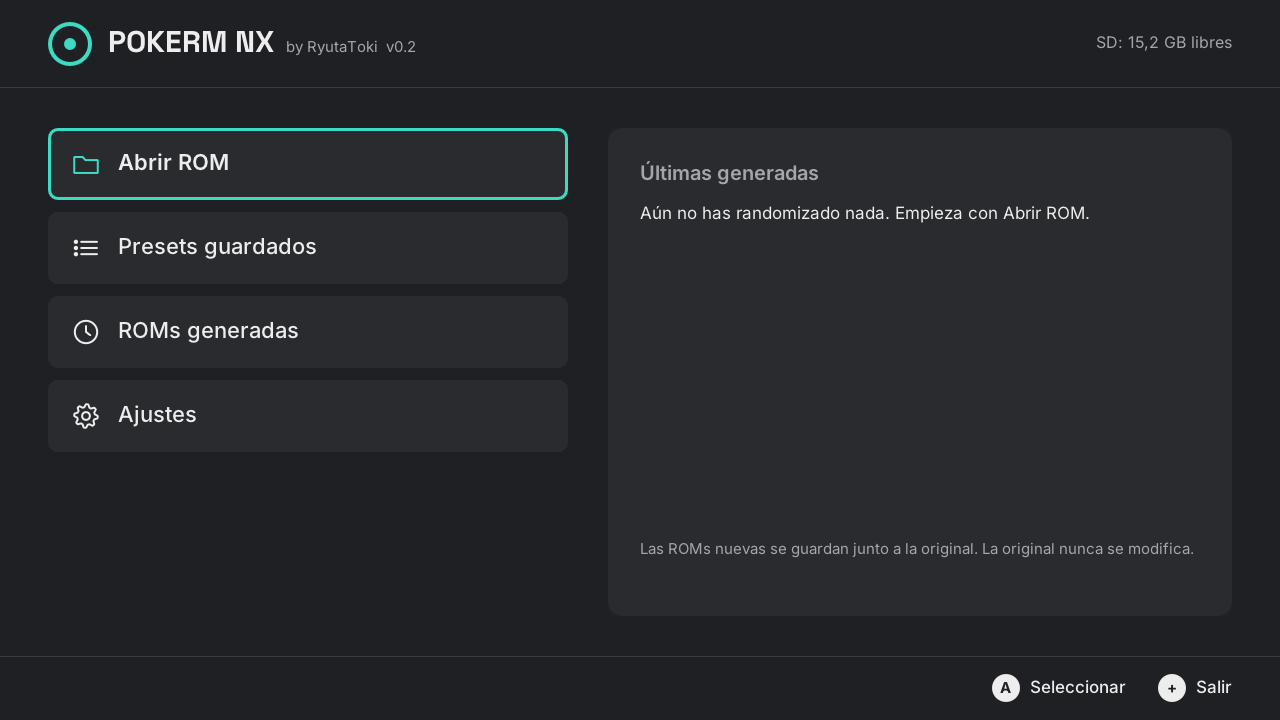 POKERM NX by RyutaToki v0.2
SD: 15,2 GB libres
Abrir ROM
Presets guardados
ROMs generadas
Ajustes
Últimas generadas
Aún no has randomizado nada. Empieza con Abrir ROM.
Las ROMs nuevas se guardan junto a la original. La original nunca se modifica.
A Seleccionar + Salir